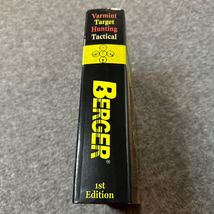 Varmint
Target
Hunting
Tactical
BERGER®
1st
Edition